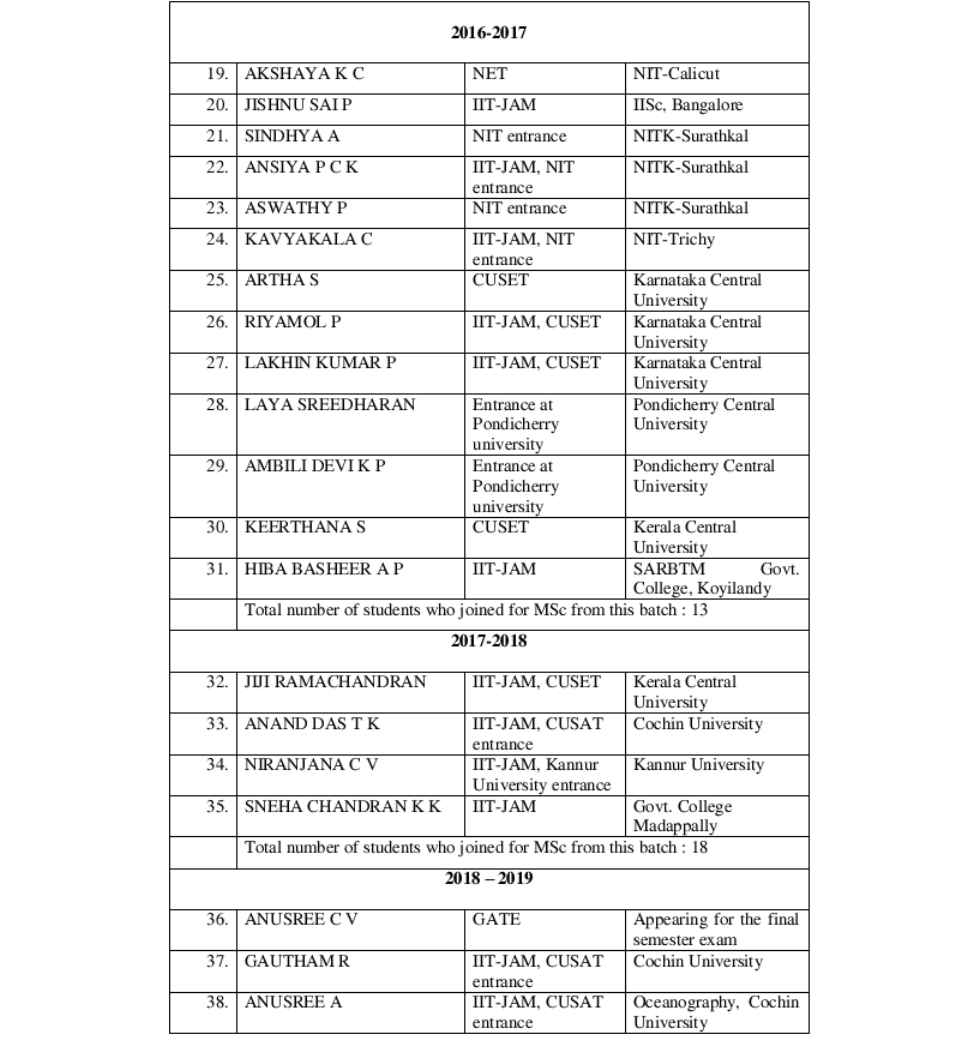 2016-2017
19. AKSHAYA K C NET NIT-Calicut
20. JISHNU SAI P IIT-JAM IISc, Bangalore
21. SINDHYA A NIT entrance NITK-Surathkal
22. ANSIYA P C K IIT-JAM, NIT NITK-Surathkal
entrance
23. ASWATHY P NIT entrance NITK-Surathkal
24. KAVYAKALA C IIT-JAM, NIT NIT-Trichy
entrance
25. ARTHA S CUSET Karnataka Central
University
26. RIYAMOL P IIT-JAM, CUSET Karnataka Central
University
27. LAKHIN KUMAR P IIT-JAM, CUSET Karnataka Central
University
28. LAYA SREEDHARAN Entrance at Pondicherry Central
Pondicherry University
university
29. AMBILI DEVI K P Entrance at Pondicherry Central
Pondicherry University
university
30. KEERTHANA S CUSET Kerala Central
University
31. HIBA BASHEER A P IIT-JAM SARBTM Govt.
College, Koyilandy
Total number of students who joined for MSc from this batch : 13
2017-2018
32. JIJI RAMACHANDRAN IIT-JAM, CUSET Kerala Central
University
33. ANAND DAS T K IIT-JAM, CUSAT Cochin University
entrance
34. NIRANJANA C V IIT-JAM, Kannur Kannur University
University entrance
35. SNEHA CHANDRAN K K IIT-JAM Govt. College
Madappally
Total number of students who joined for MSc from this batch : 18
2018 – 2019
36. ANUSREE C V GATE Appearing for the final
semester exam
37. GAUTHAM R IIT-JAM, CUSAT Cochin University
entrance
38. ANUSREE A IIT-JAM, CUSAT Oceanography, Cochin
entrance University